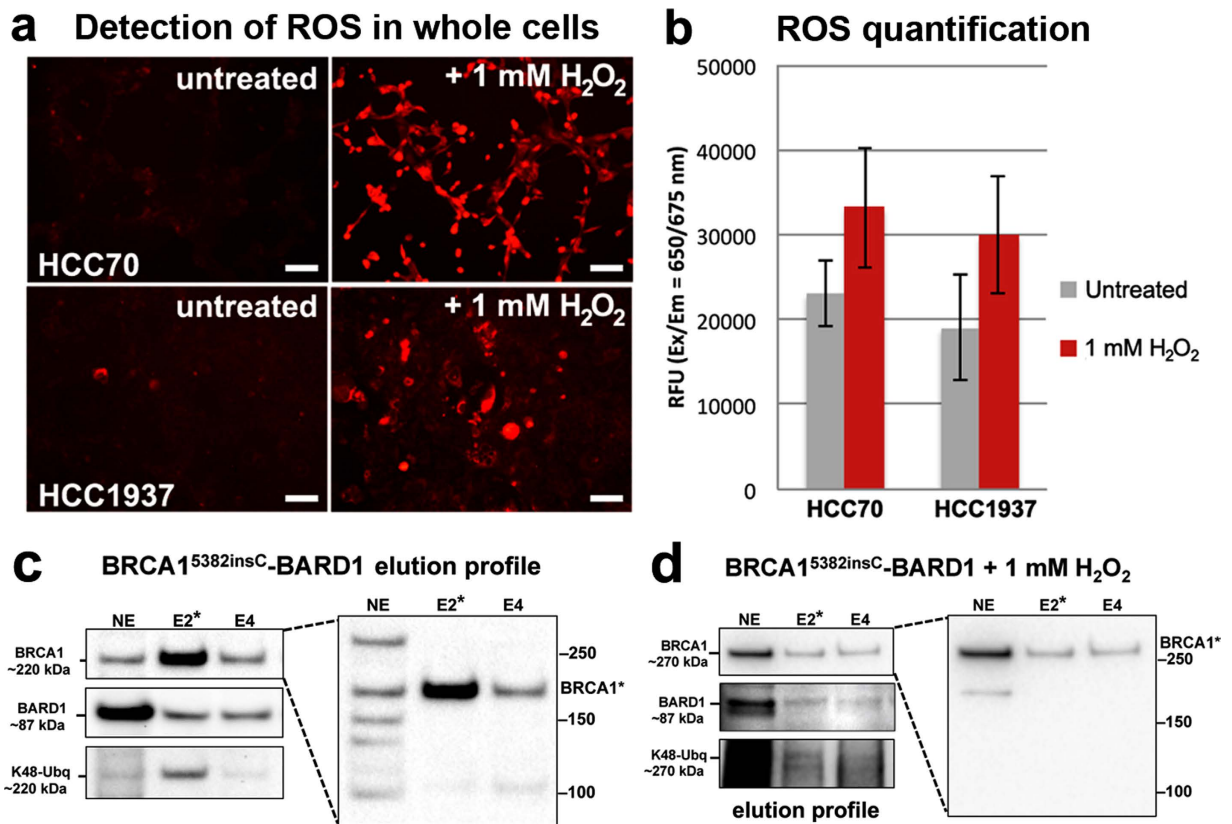 a Detection of ROS in whole cells
untreated
+ 1 mM H₂O₂
HCC70
untreated
+ 1 mM H₂O₂
HCC1937
b ROS quantification
50000
40000
30000
20000
10000
0
RFU (Ex/Em = 650/675 nm)
HCC70 HCC1937
Untreated
1 mM H₂O₂
c BRCA1⁵³⁸²ⁱⁿˢC-BARD1 elution profile
NE E2* E4
BRCA1
~220 kDa
BARD1
~87 kDa
K48-Ubq
~220 kDa
NE E2* E4
250
BRCA1*
150
100
d BRCA1⁵³⁸²ⁱⁿˢC-BARD1 + 1 mM H₂O₂
NE E2* E4
BRCA1
~270 kDa
BARD1
~87 kDa
K48-Ubq
~270 kDa
elution profile
NE E2* E4
BRCA1*
250
150
100